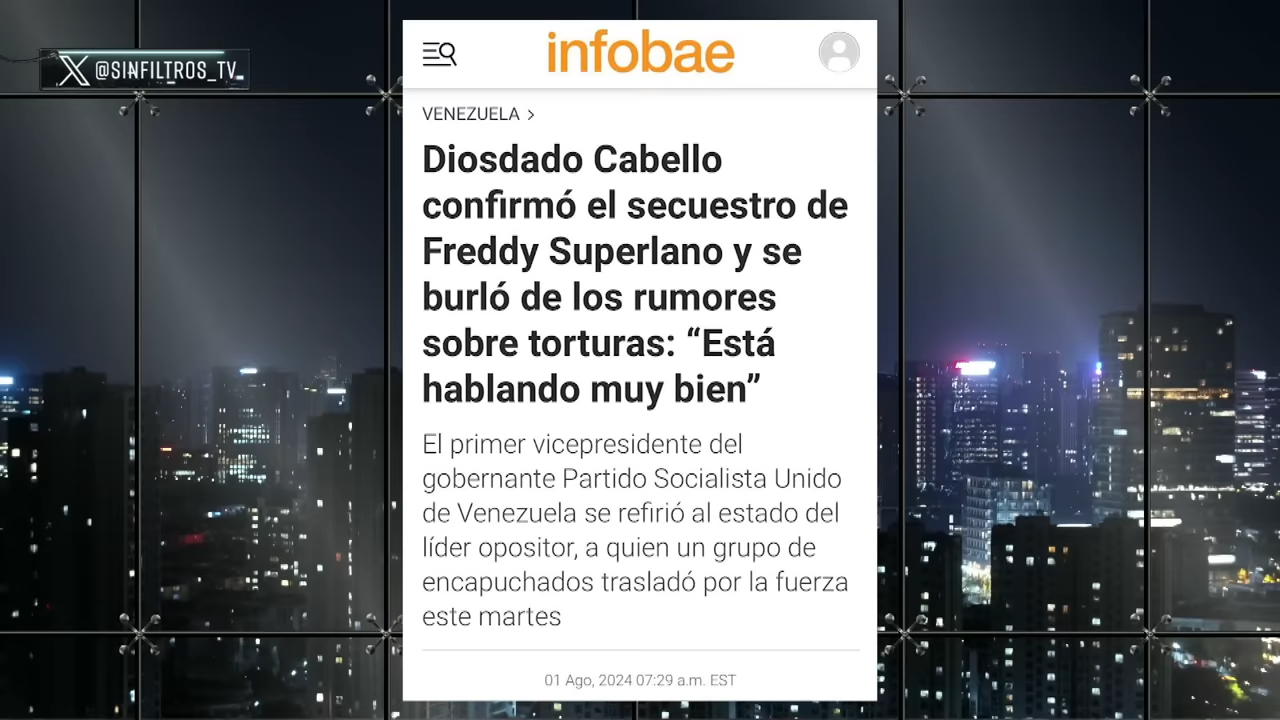 X @SINFILTROS_TV_
infobae
VENEZUELA >
Diosdado Cabello
confirmó el secuestro de
Freddy Superlano y se
burló de los rumores
sobre torturas: “Está
hablando muy bien”
El primer vicepresidente del
gobernante Partido Socialista Unido
de Venezuela se refirió al estado del
líder opositor, a quien un grupo de
encapuchados trasladó por la fuerza
este martes
01 Ago, 2024 07:29 a.m. EST